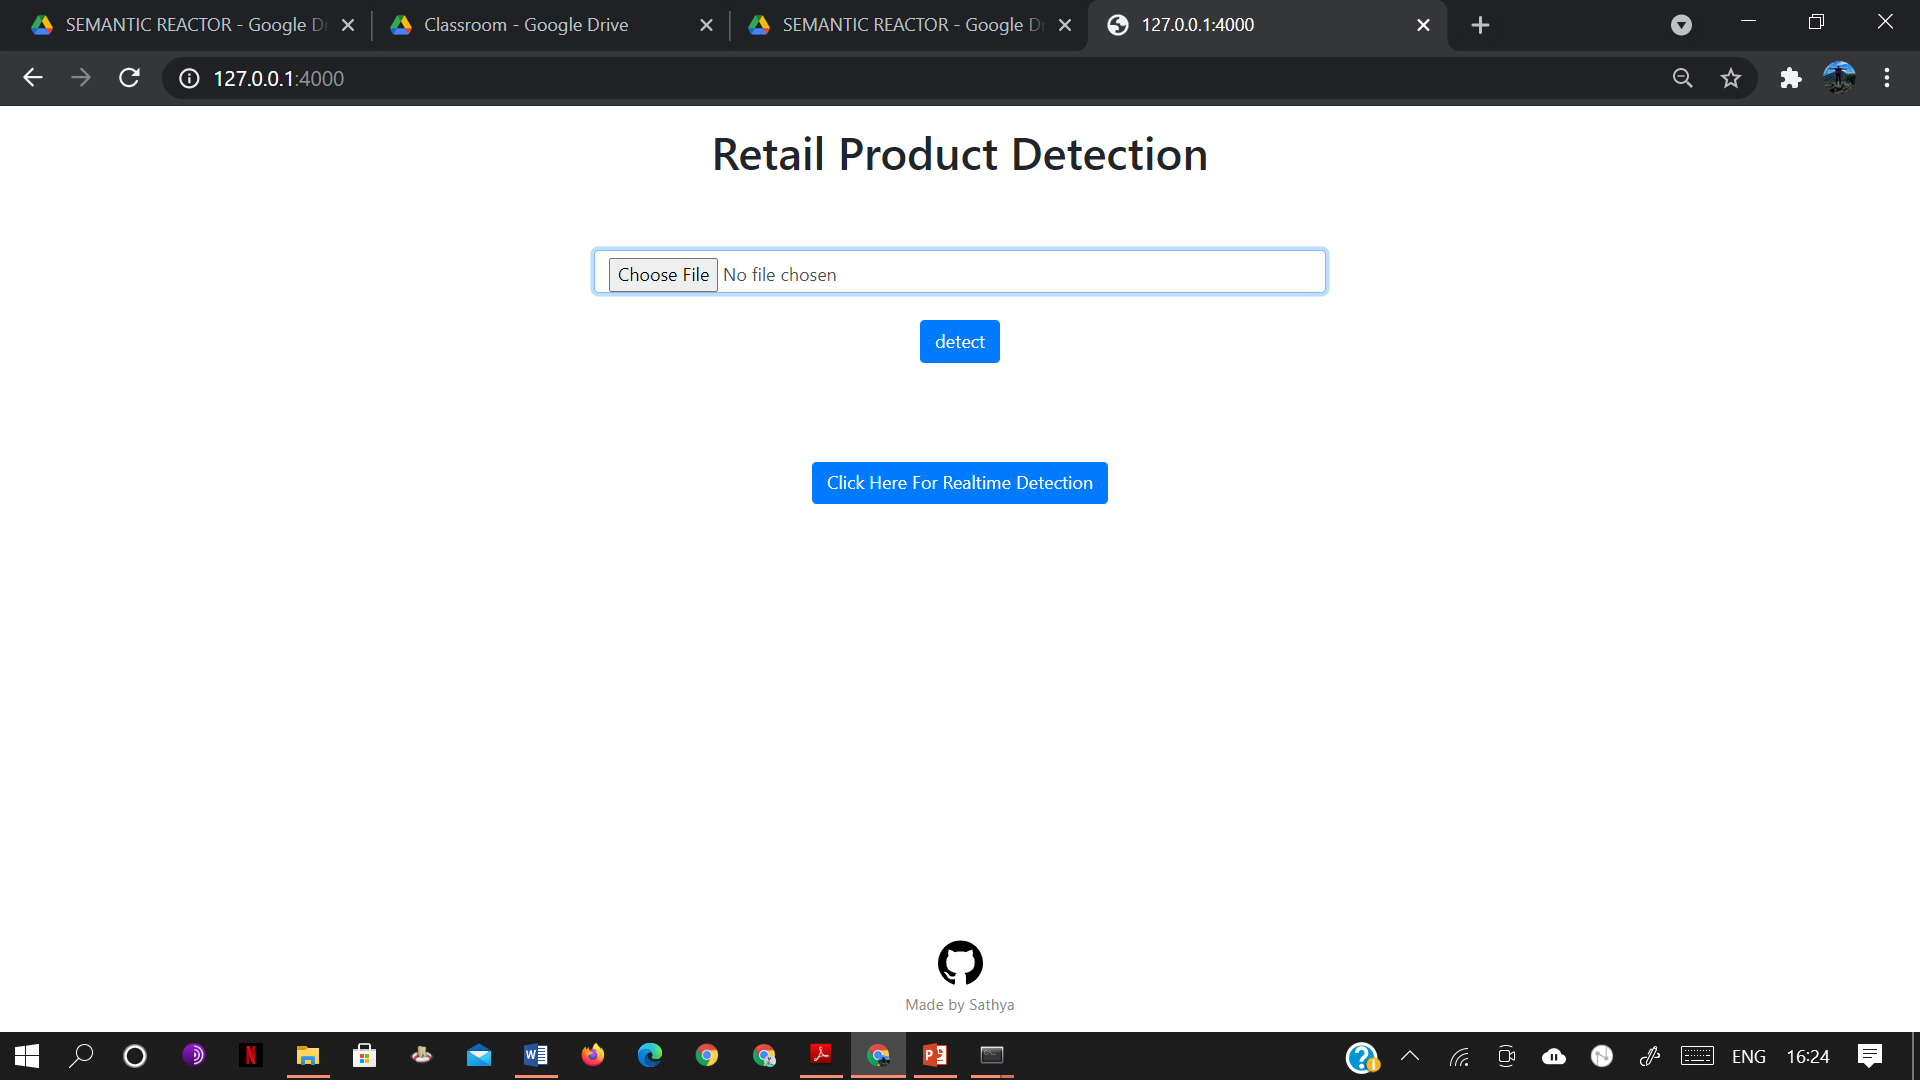 SEMANTIC REACTOR - Google Dr
Classroom - Google Drive
SEMANTIC REACTOR - Google Dr
127.0.0.1:4000
127.0.0.1:4000
Retail Product Detection
Choose File No file chosen
detect
Click Here For Realtime Detection
Made by Sathya
ENG 16:24